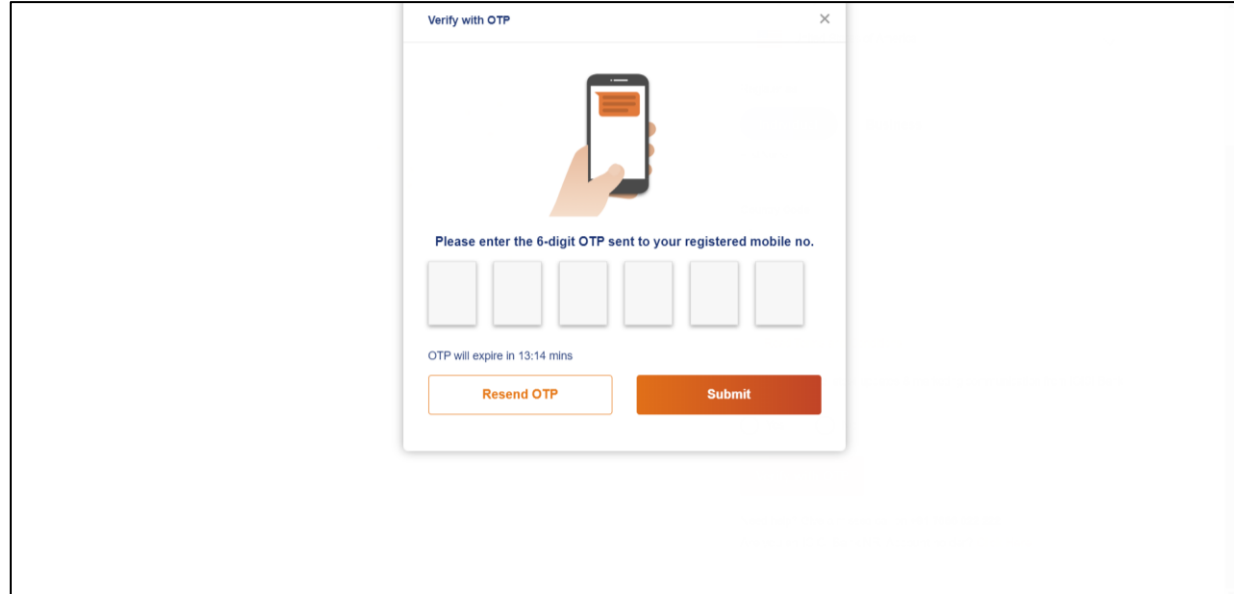 Verify with OTP ×
Please enter the 6-digit OTP sent to your registered mobile no.
OTP will expire in 13:14 mins
Resend OTP Submit